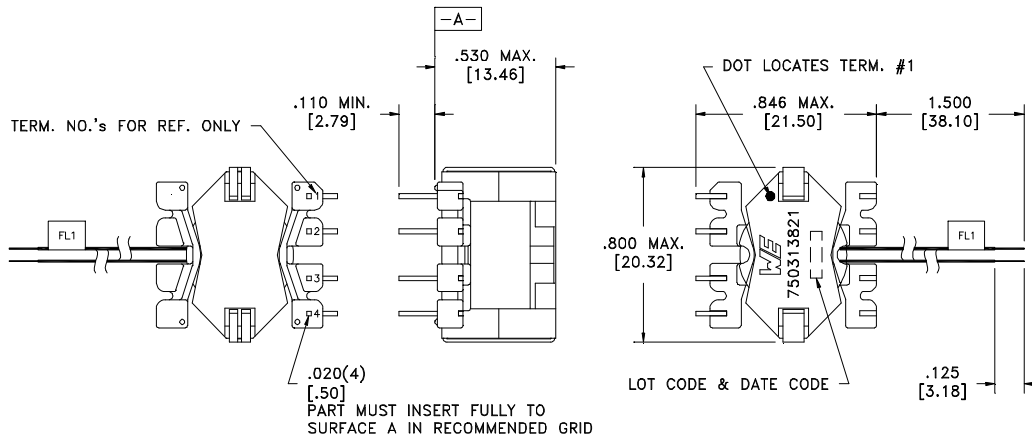 -A-
.530 MAX.
[13.46]
DOT LOCATES TERM. #1
.110 MIN.
[2.79]
.846 MAX.
[21.50]
1.500
[38.10]
TERM. NO.'s FOR REF. ONLY
1
2
3
4
FL1
.800 MAX.
[20.32]
WE
750313821
FL1
.020(4)
[.50]
PART MUST INSERT FULLY TO
SURFACE A IN RECOMMENDED GRID
LOT CODE & DATE CODE
.125
[3.18]